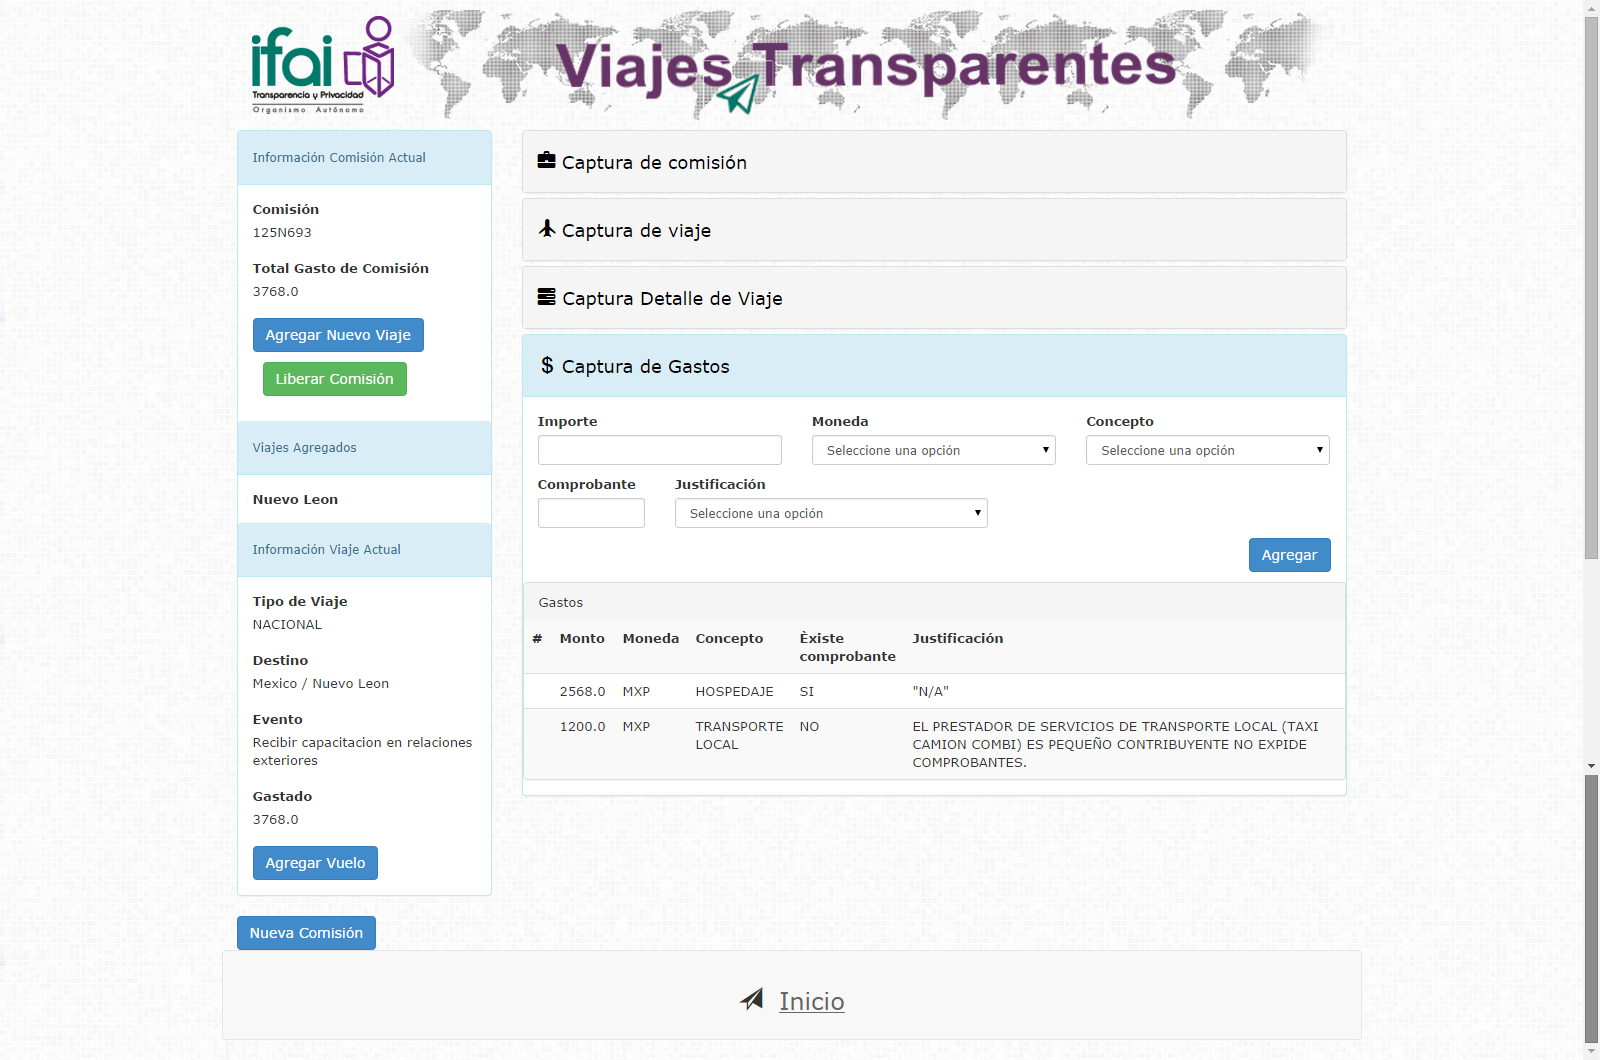 ifai
Transparencia y Privacidad
Organismo Autónomo
Viajes Transparentes
Información Comisión Actual
Comisión
125N693
Total Gasto de Comisión
3768.0
Agregar Nuevo Viaje
Liberar Comisión
Viajes Agregados
Nuevo Leon
Información Viaje Actual
Tipo de Viaje
NACIONAL
Destino
Mexico / Nuevo Leon
Evento
Recibir capacitacion en relaciones
exteriores
Gastado
3768.0
Agregar Vuelo
Nueva Comisión
Captura de comisión
Captura de viaje
Captura Detalle de Viaje
$ Captura de Gastos
Importe Moneda Concepto
Seleccione una opción Seleccione una opción
Comprobante Justificación
Seleccione una opción
Agregar
Gastos
# Monto Moneda Concepto Èxiste comprobante Justificación
2568.0 MXP HOSPEDAJE SI "N/A"
1200.0 MXP TRANSPORTE LOCAL NO EL PRESTADOR DE SERVICIOS DE TRANSPORTE LOCAL (TAXI
CAMION COMBI) ES PEQUEÑO CONTRIBUYENTE NO EXPIDE
COMPROBANTES.
Inicio